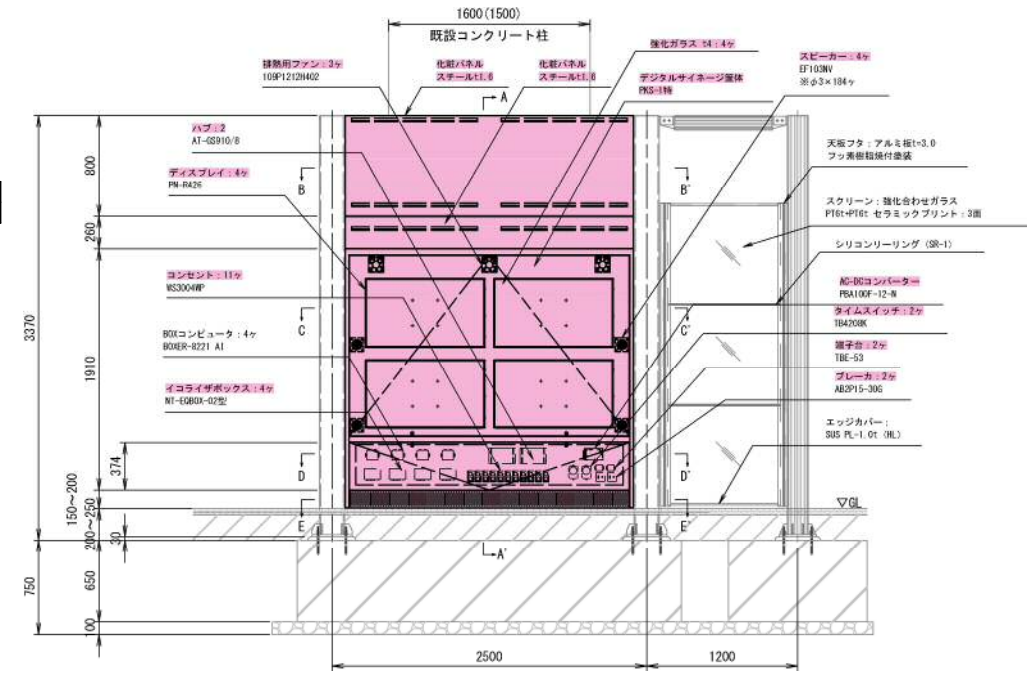 1600(1500)
既設コンクリート柱
排熱用ファン：3ヶ
109P1212H402
化粧パネル
スチールt1.6
化粧パネル
スチールt1.6
強化ガラス t4：4ヶ
デジタルサイネージ筐体
PKS-1特
スピーカー：4ヶ
EF103NV
※φ3×184ヶ
A
ハブ：2
AT-GS910/8
ディスプレイ：4ヶ
PN-R426
天板フタ：アルミ板t=3.0
フッ素樹脂焼付塗装
スクリーン：強化合わせガラス
PT6t+PT6t セラミックプリント：3面
シリコンリーリング (SR-1)
B
B'
コンセント：11ヶ
WS3004WP
AC-DCコンバーター
PBA100F-12-N
タイムスイッチ：2ヶ
TB4208K
BOXコンピュータ：4ヶ
BOXER-8221 AI
C
C'
端子台：2ヶ
TBE-53
ブレーカ：2ヶ
AB2P15-30G
イコライザボックス：4ヶ
NT-EQBOX-02型
エッジカバー：
SUS PL-1.0t (HL)
D
D'
E
E'
▽GL
A'
3370
800
260
1910
374
150～200
200～250
30
750
650
100
2500
1200